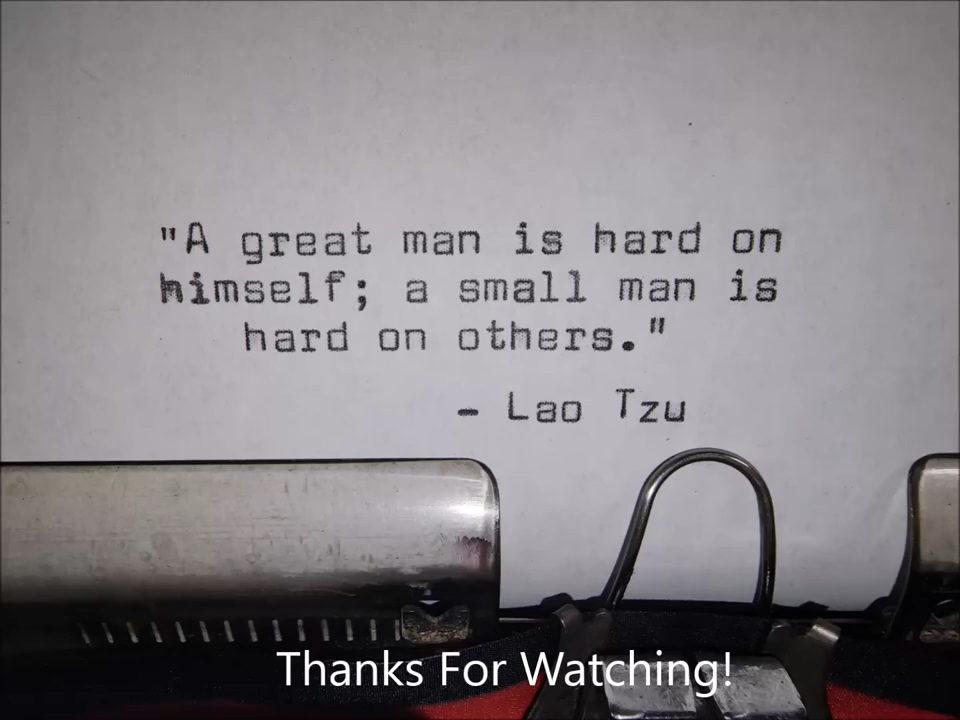 "A great man is hard on
himself; a small man is
hard on others."
- Lao Tzu
Thanks For Watching!